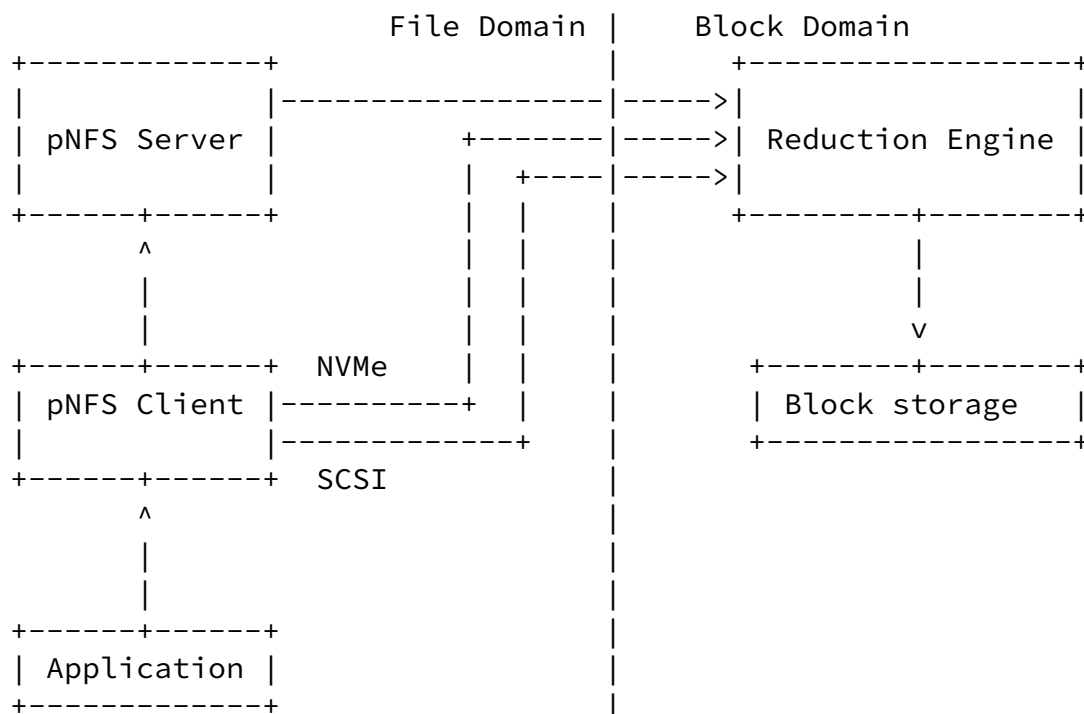 File Domain | Block Domain
pNFS Server
Reduction Engine
NVMe
pNFS Client
Block storage
SCSI
Application